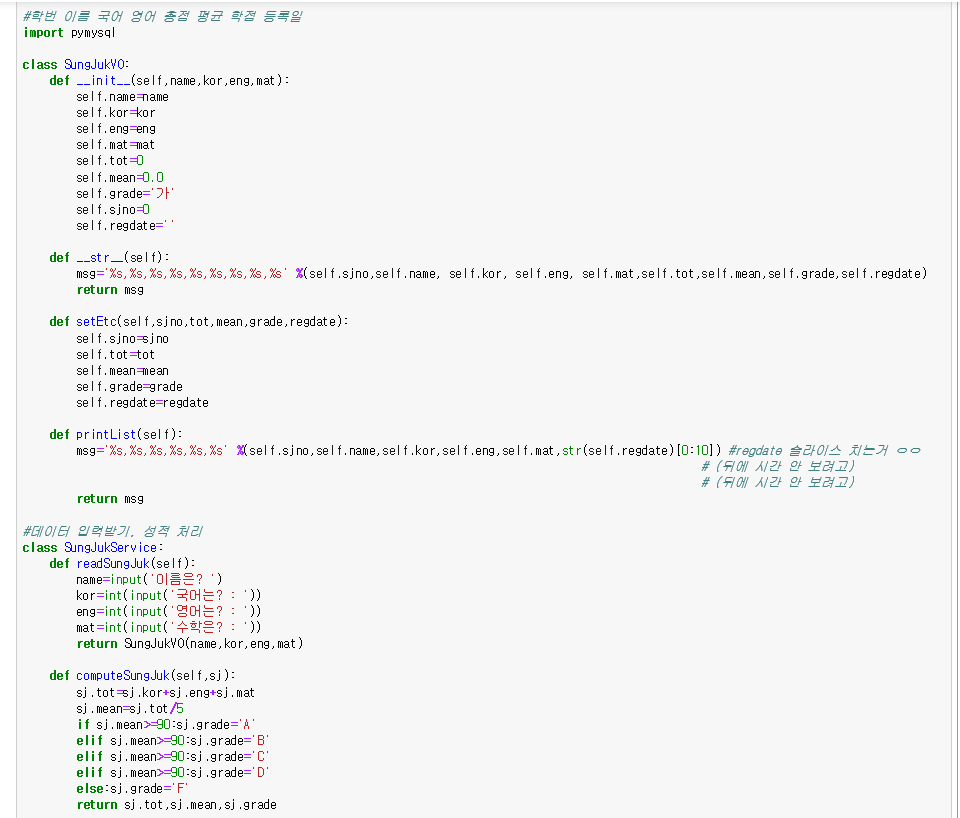 #학번 이름 국어 영어 총점 평균 학점 등록일
import pymysql
class SungJukVO:
    def __init__(self,name,kor,eng,mat):
        self.name=name
        self.kor=kor
        self.eng=eng
        self.mat=mat
        self.tot=0
        self.mean=0.0
        self.grade='가'
        self.sjno=0
        self.regdate=''
    def __str__(self):
        msg='%s,%s,%s,%s,%s,%s,%s,%s,%s' %(self.sjno,self.name, self.kor, self.eng, self.mat,self.tot,self.mean,self.grade,self.regdate)
        return msg
    def setEtc(self,sjno,tot,mean,grade,regdate):
        self.sjno=sjno
        self.tot=tot
        self.mean=mean
        self.grade=grade
        self.regdate=regdate
    def printList(self):
        msg='%s,%s,%s,%s,%s,%s' %(self.sjno,self.name,self.kor,self.eng,self.mat,str(self.regdate)[0:10]) #regdate 슬라이스 치는거 ㅇㅇ
        # (뒤에 시간 안 보려고)
        # (뒤에 시간 안 보려고)
        return msg
#데이터 입력받기, 성적 처리
class SungJukService:
    def readSungJuk(self):
        name=input('이름은? ')
        kor=int(input('국어는? : '))
        eng=int(input('영어는? : '))
        mat=int(input('수학은? : '))
        return SungJukVO(name,kor,eng,mat)
    def computeSungJuk(self,sj):
        sj.tot=sj.kor+sj.eng+sj.mat
        sj.mean=sj.tot/5
        if sj.mean>=90:sj.grade='A'
        elif sj.mean>=90:sj.grade='B'
        elif sj.mean>=90:sj.grade='C'
        elif sj.mean>=90:sj.grade='D'
        else:sj.grade='F'
        return sj.tot,sj.mean,sj.grade